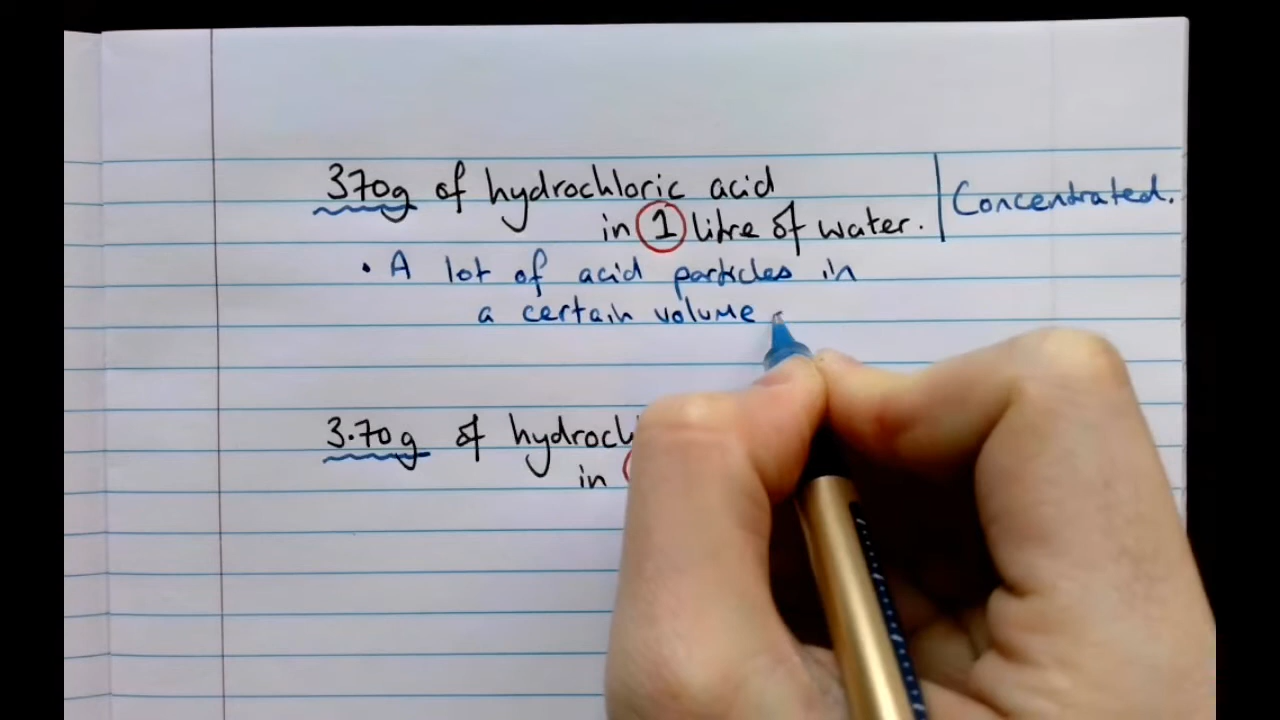 370g of hydrochloric acid
in 1 litre of water.
Concentrated.
• A lot of acid particles in
a certain volume
3.70g of
in